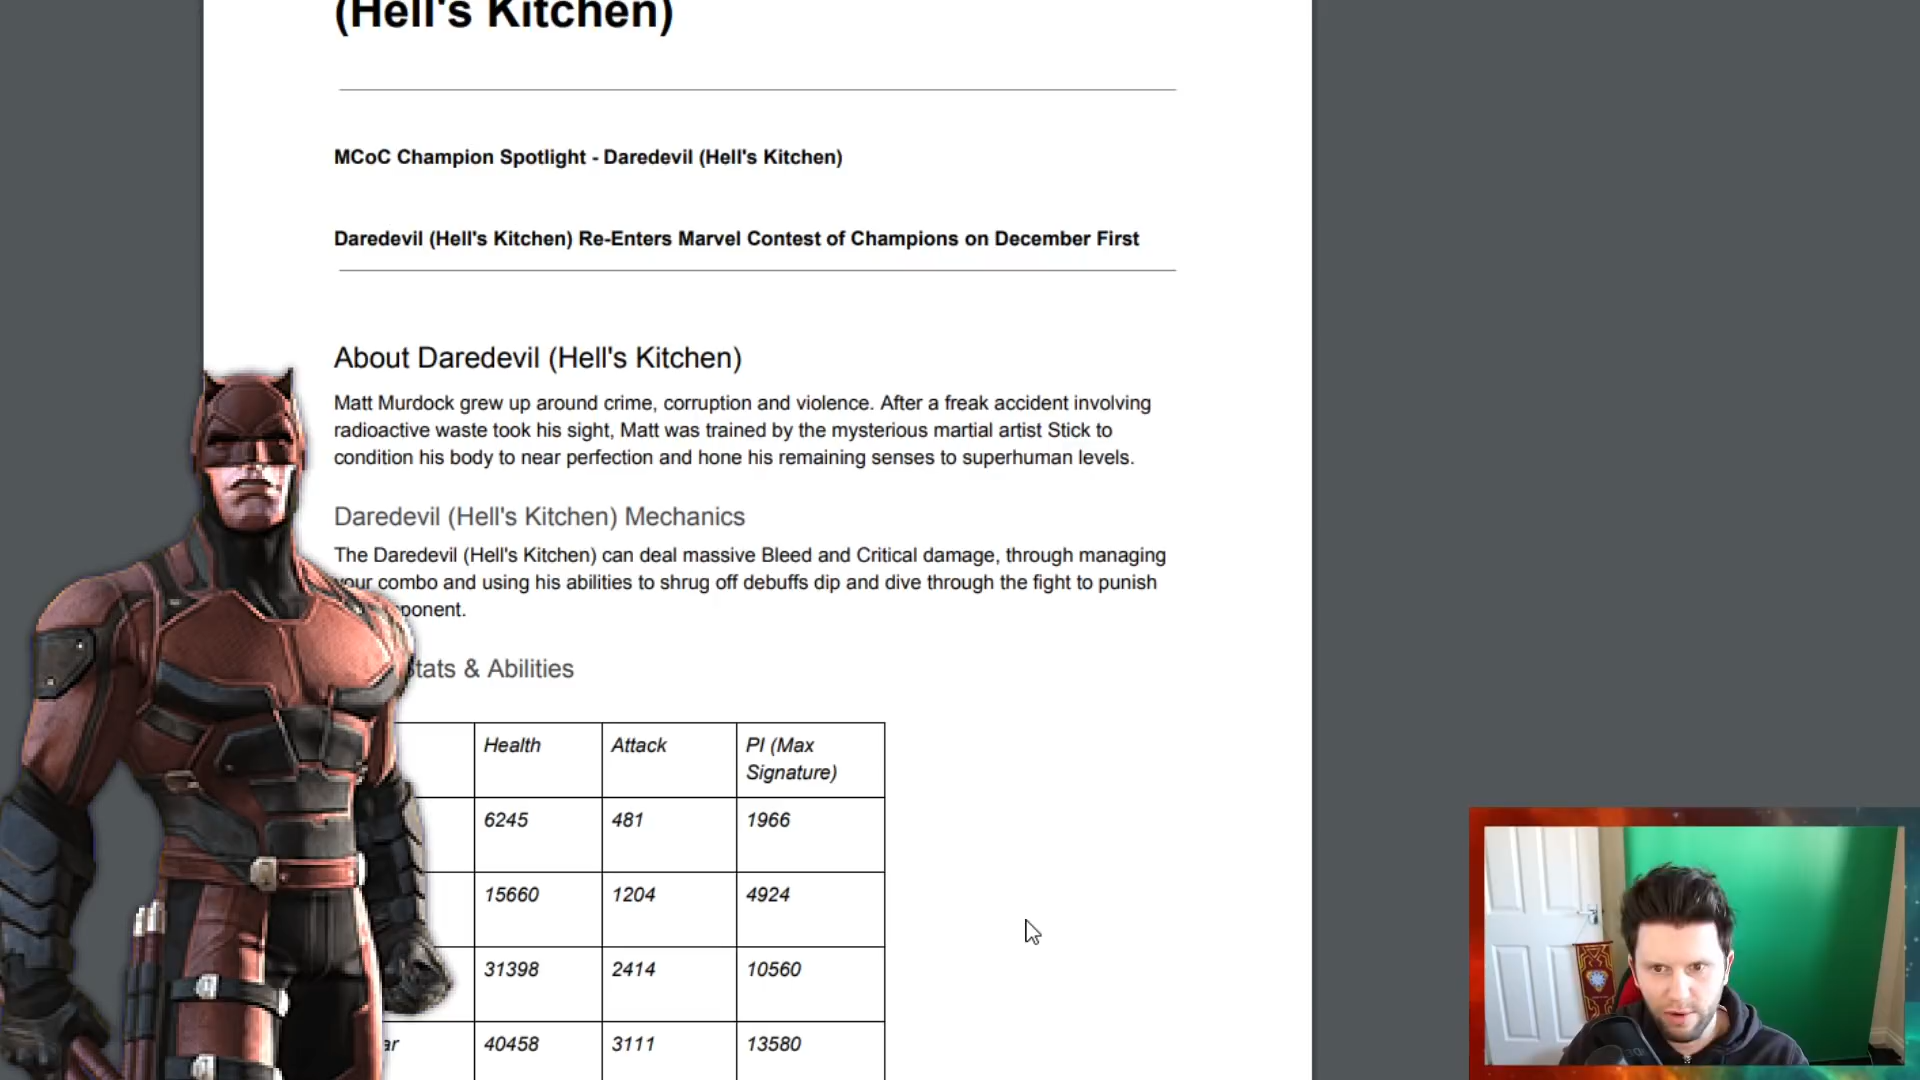 (Hell's Kitchen)
MCoC Champion Spotlight - Daredevil (Hell's Kitchen)
Daredevil (Hell's Kitchen) Re-Enters Marvel Contest of Champions on December First
About Daredevil (Hell's Kitchen)
Matt Murdock grew up around crime, corruption and violence. After a freak accident involving
radioactive waste took his sight, Matt was trained by the mysterious martial artist Stick to
condition his body to near perfection and hone his remaining senses to superhuman levels.
Daredevil (Hell's Kitchen) Mechanics
The Daredevil (Hell's Kitchen) can deal massive Bleed and Critical damage, through managing
your combo and using his abilities to shrug off debuffs dip and dive through the fight to punish
ponent.
tats & Abilities
Health Attack PI (Max
Signature)
6245 481 1966
15660 1204 4924
31398 2414 10560
ar 40458 3111 13580